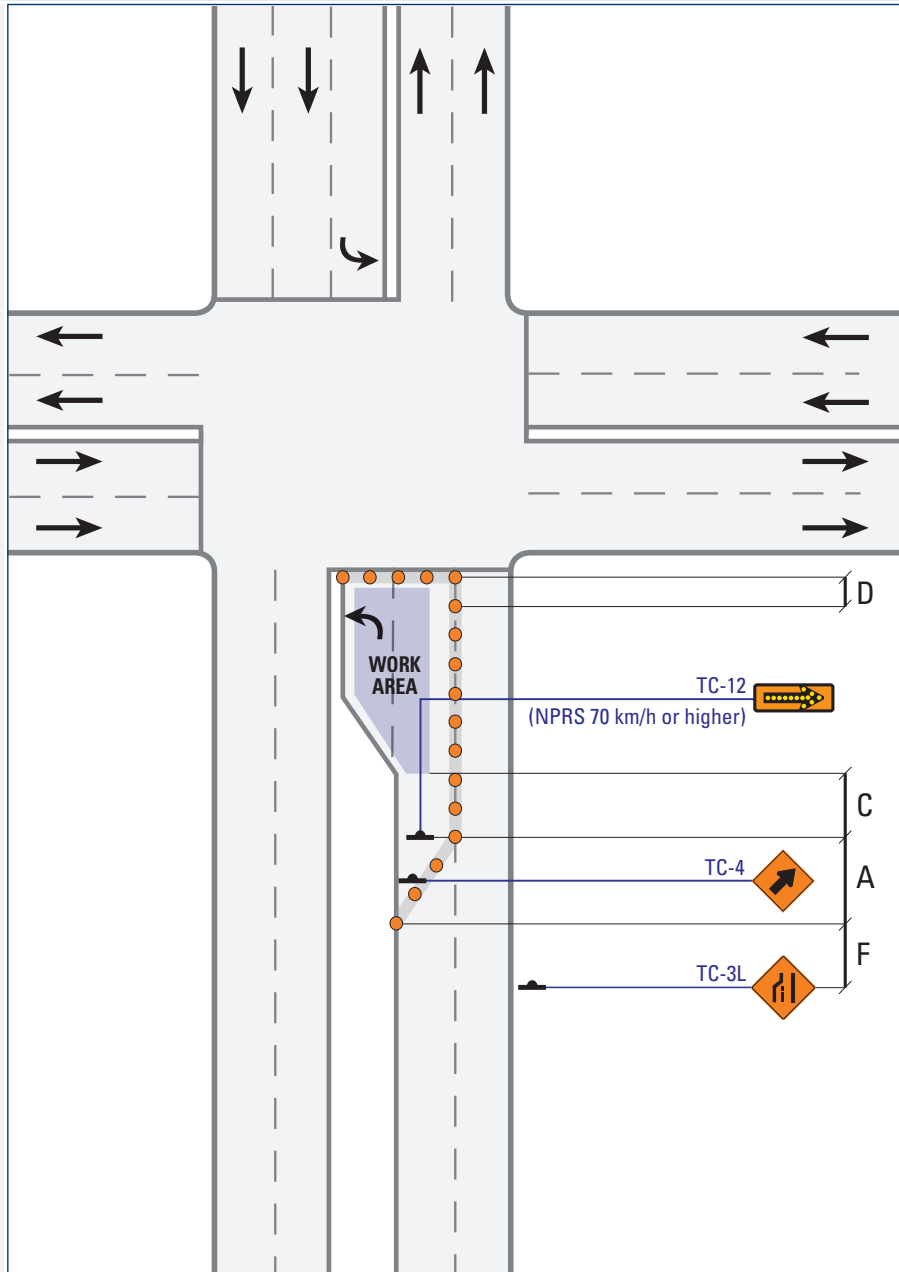 WORK
AREA
D
TC-12
(NPRS 70 km/h or higher)
C
TC-4
A
F
TC-3L